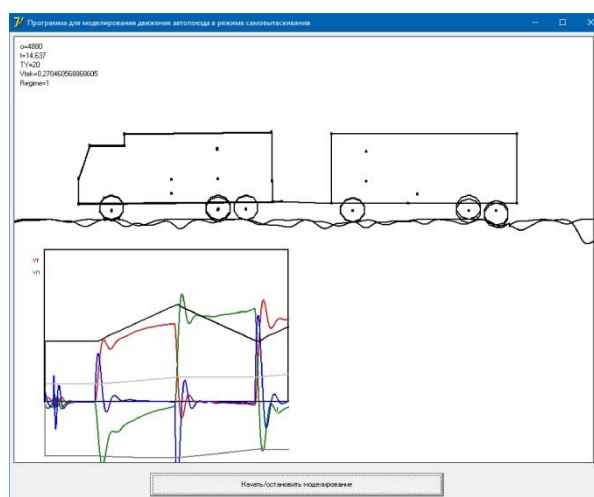 Программа для моделирования движения автопоезда в режиме самовытаскивания
o=4880
t=14,637
TY=20
Vtek=0,270460568868605
Regime=1
VT
VП
Начать/остановить моделирование